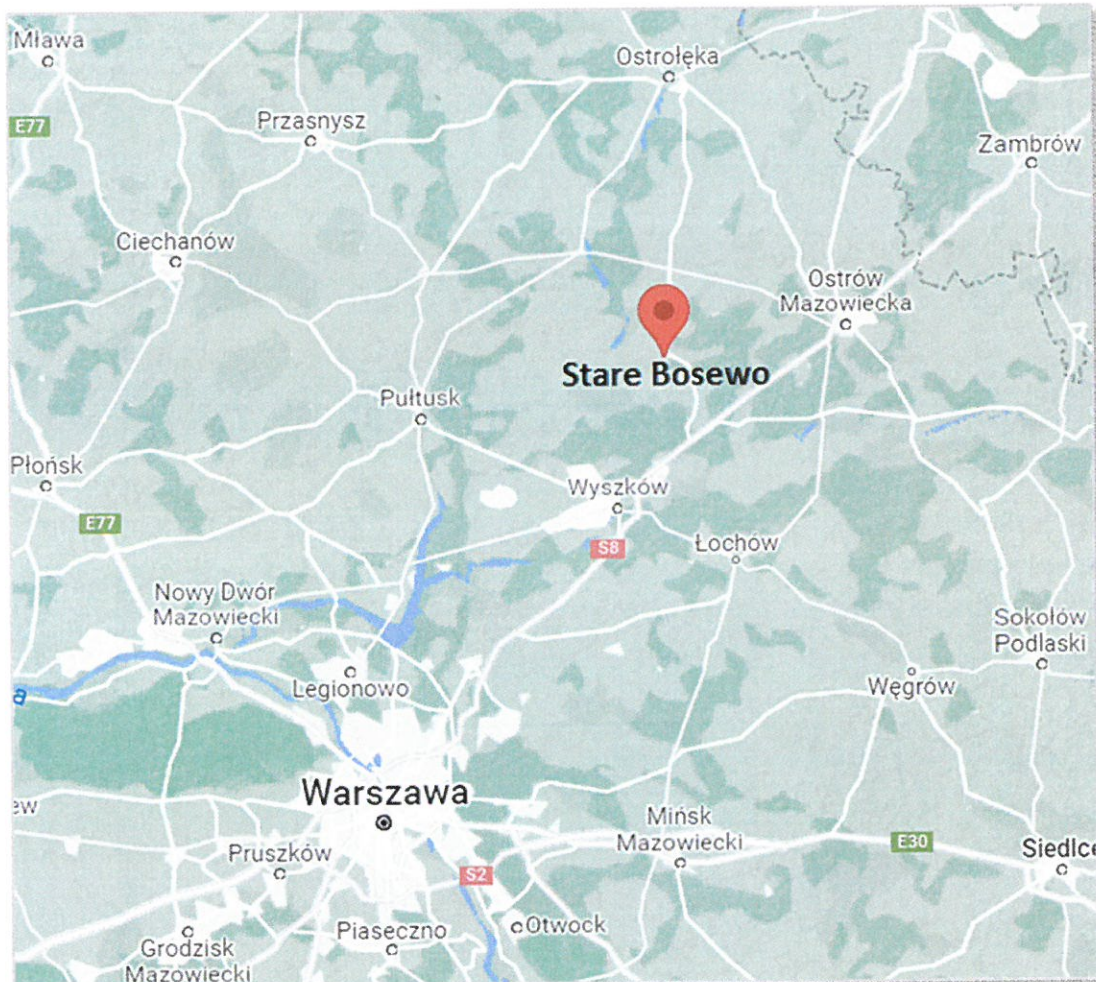 Mława
Ostrołęka
E77
Przasnysz
Zambrów
Ciechanów
Ostrów
Mazowiecka
Stare Bosewo
Pułtusk
Płońsk
Wyszków
E77
S8
Łochów
Nowy Dwór
Mazowiecki
Sokołów
Podlaski
a
Legionowo
Węgrów
Warszawa
ew
Mińsk
Mazowiecki
E30
Pruszków
Siedlce
S2
Otwock
Piaseczno
Grodzisk
Mazowiecki